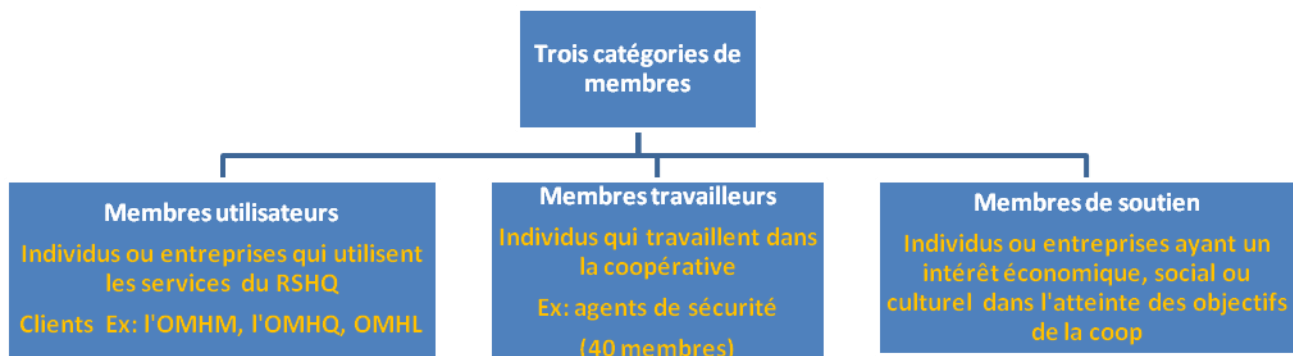 Trois catégories de
membres
Membres utilisateurs
Individus ou entreprises qui utilisent
les services du RSHQ
Clients Ex: l'OMHM, l'OMHQ, OMHL
Membres travailleurs
Individus qui travaillent dans
la coopérative
Ex: agents de sécurité
(40 membres)
Membres de soutien
Individus ou entreprises ayant un
intérêt économique, social ou
culturel dans l'atteinte des objectifs
de la coop